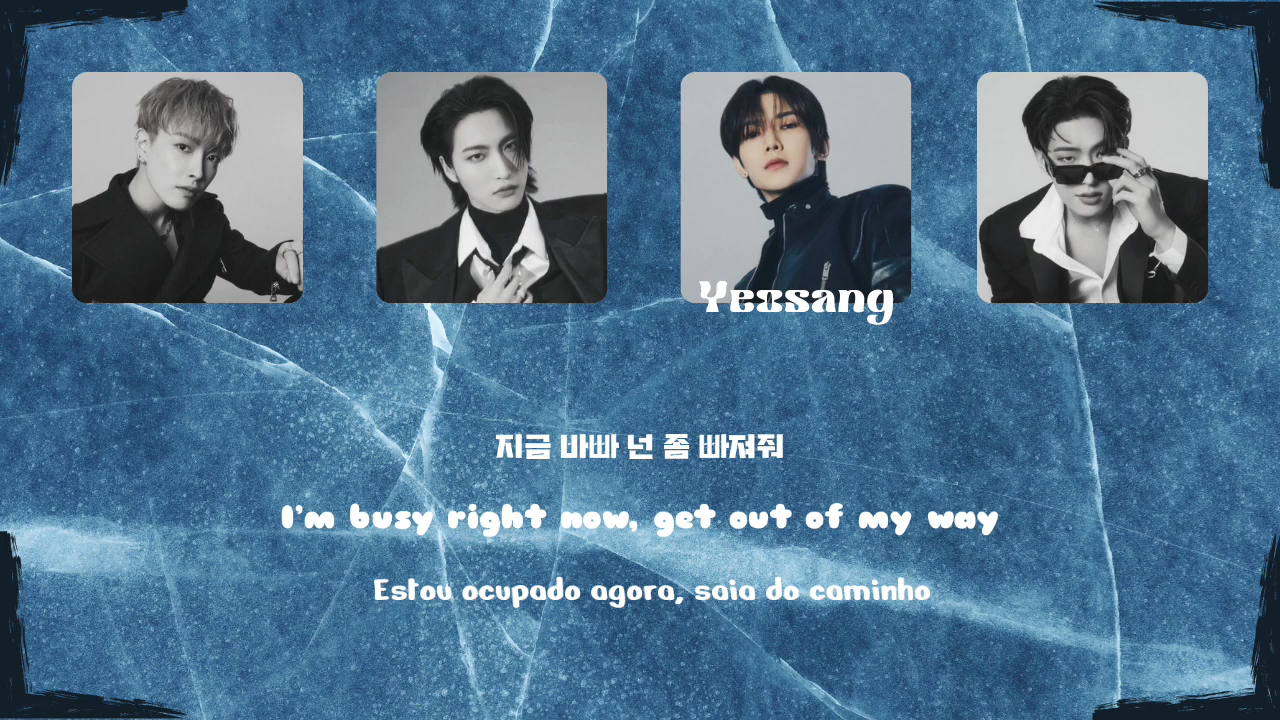 Yeosang
지금 바빠 넌 좀 빠져줘
I'm busy right now, get out of my way
Estou ocupado agora, saia do caminho